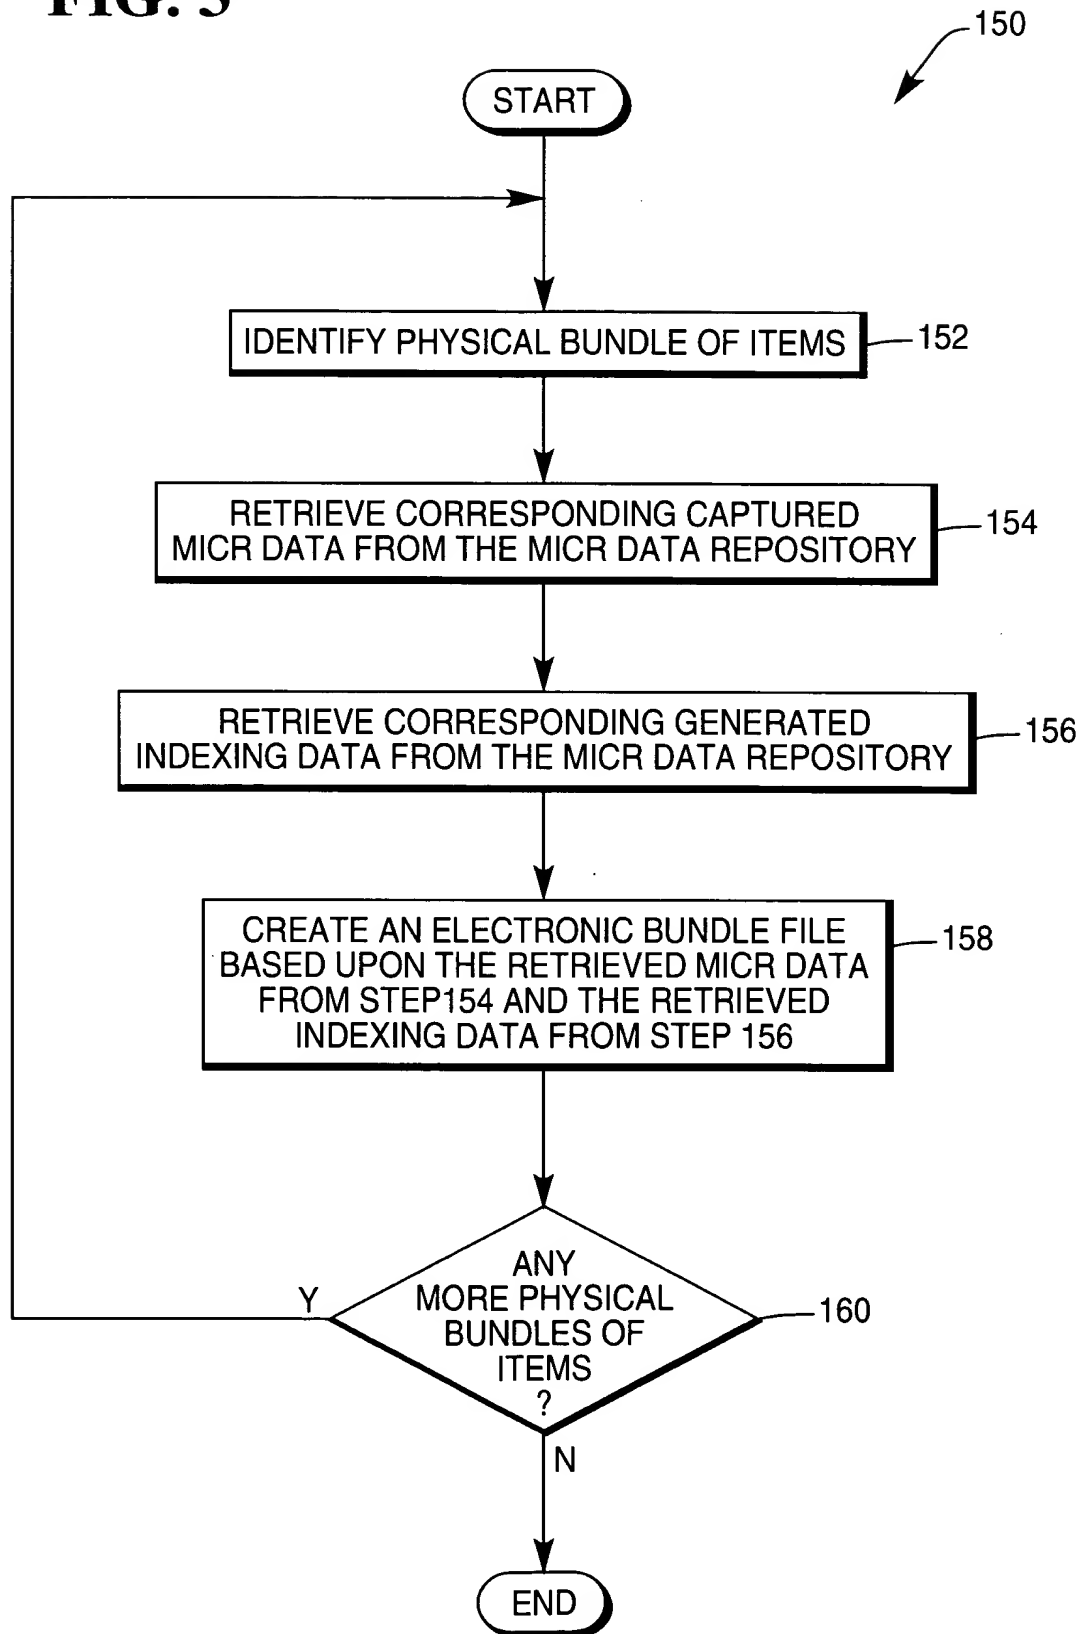 FIG. 3
150
START
IDENTIFY PHYSICAL BUNDLE OF ITEMS
152
RETRIEVE CORRESPONDING CAPTURED
MICR DATA FROM THE MICR DATA REPOSITORY
154
RETRIEVE CORRESPONDING GENERATED
INDEXING DATA FROM THE MICR DATA REPOSITORY
156
CREATE AN ELECTRONIC BUNDLE FILE
BASED UPON THE RETRIEVED MICR DATA
FROM STEP154 AND THE RETRIEVED
INDEXING DATA FROM STEP 156
158
ANY
MORE PHYSICAL
BUNDLES OF
ITEMS
?
160
Y
N
END